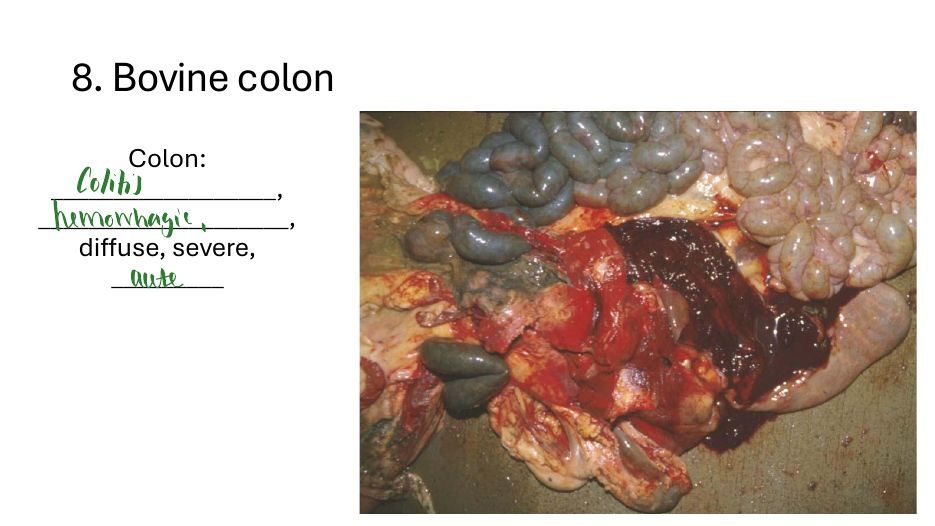 8. Bovine colon
Colon:
Colitis,
hemorrhagic,,
diffuse, severe,
acute